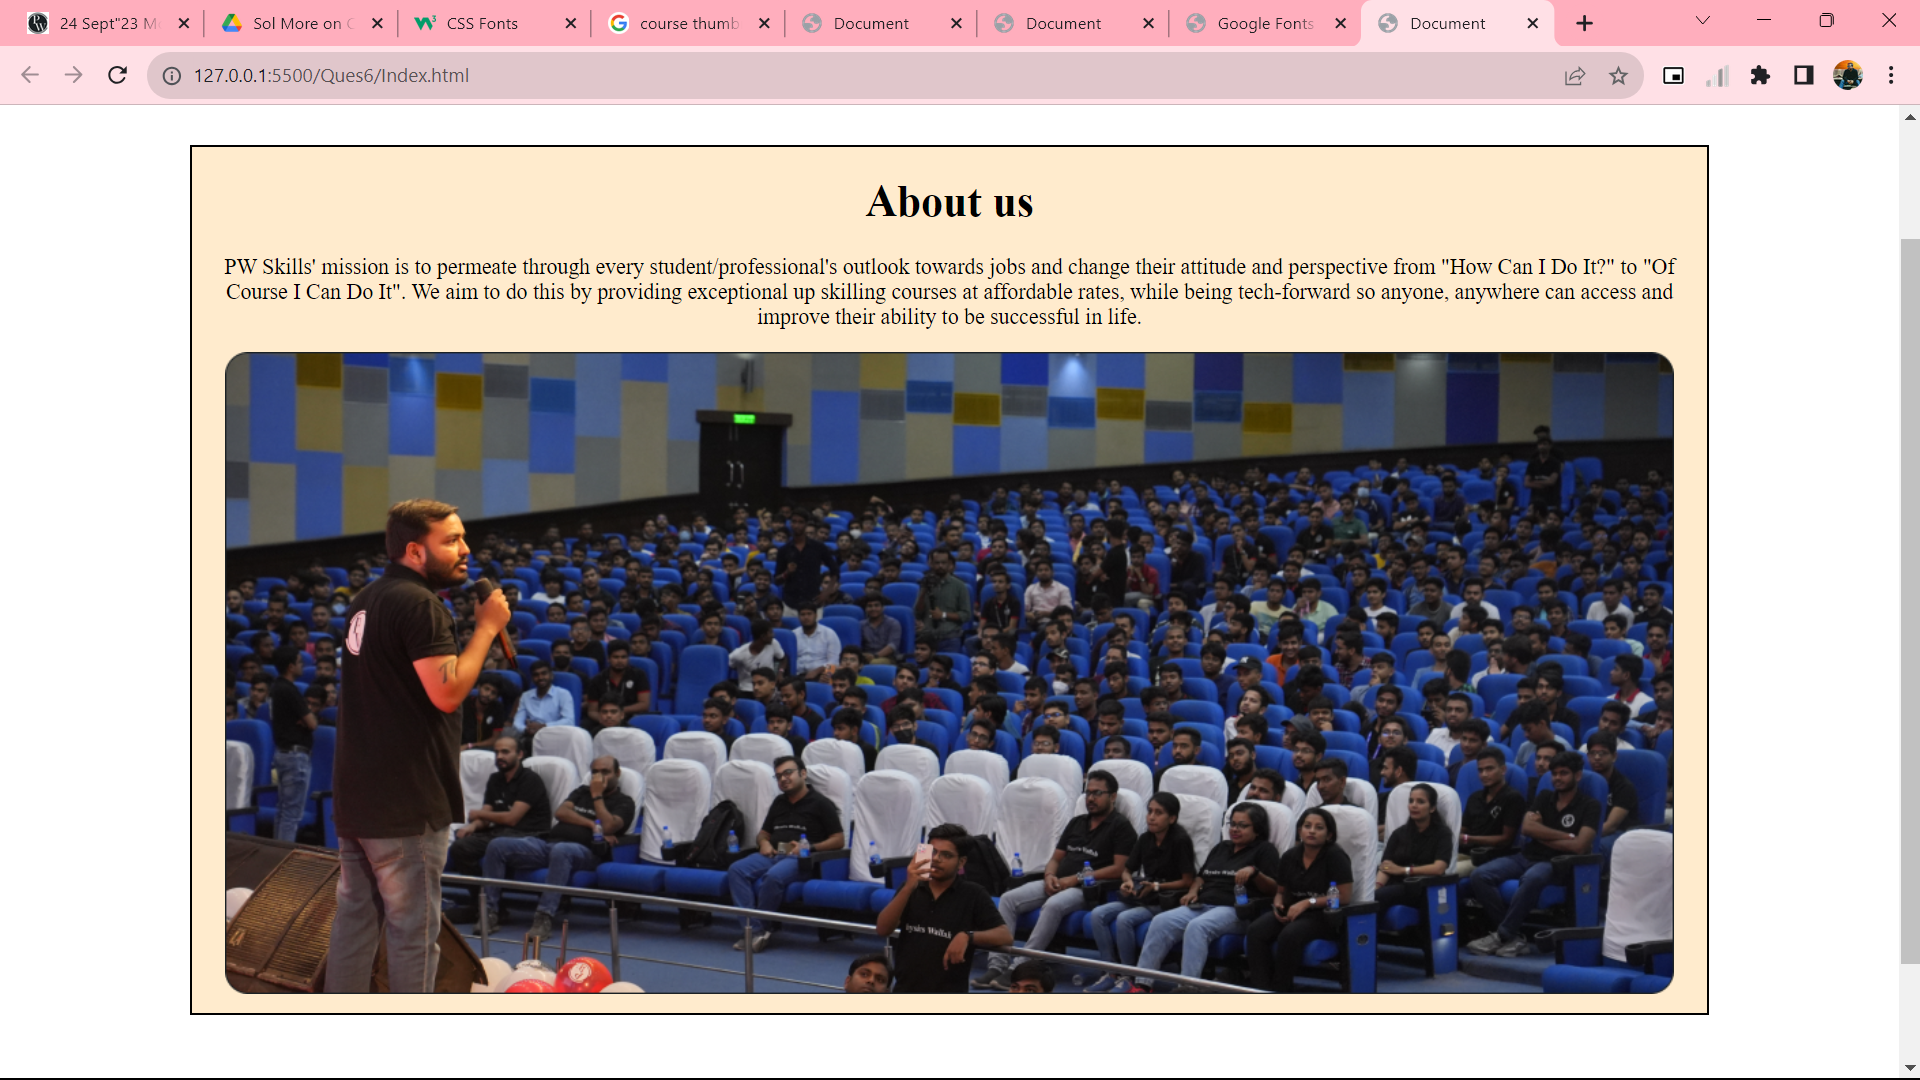 24 Sept"23 M
Sol More on C
CSS Fonts
course thumb
Document
Document
Google Fonts
Document
127.0.0.1:5500/Ques6/Index.html
About us
PW Skills' mission is to permeate through every student/professional's outlook towards jobs and change their attitude and perspective from "How Can I Do It?" to "Of
Course I Can Do It". We aim to do this by providing exceptional up skilling courses at affordable rates, while being tech-forward so anyone, anywhere can access and
improve their ability to be successful in life.